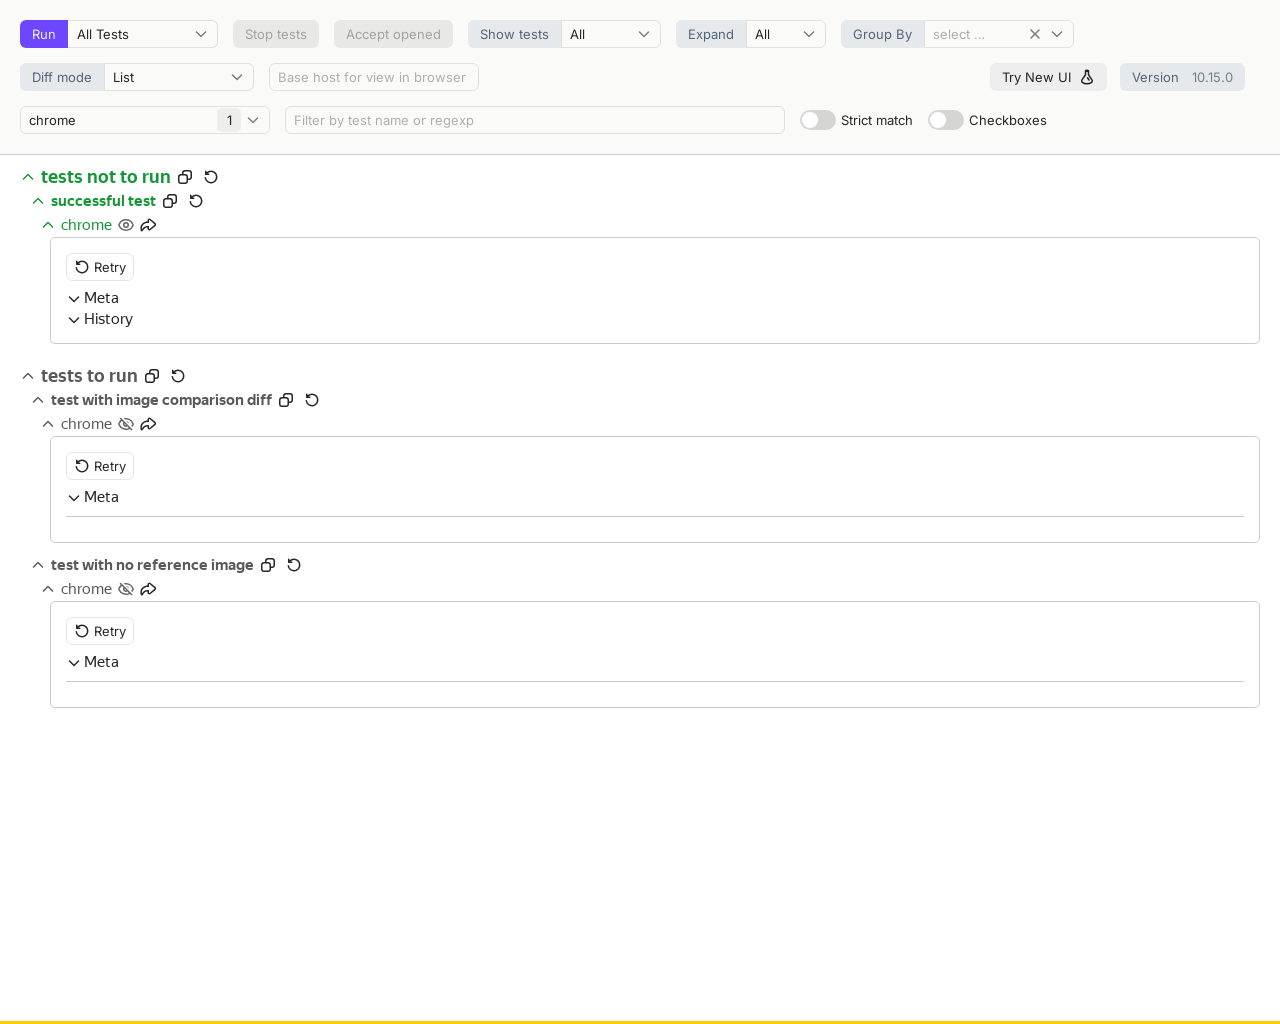 Run All Tests Stop tests Accept opened Show tests All Expand All Group By select ...
Diff mode List Base host for view in browser Try New UI Version 10.15.0
chrome 1 Filter by test name or regexp Strict match Checkboxes
tests not to run
successful test
chrome
Retry
Meta
History
tests to run
test with image comparison diff
chrome
Retry
Meta
test with no reference image
chrome
Retry
Meta